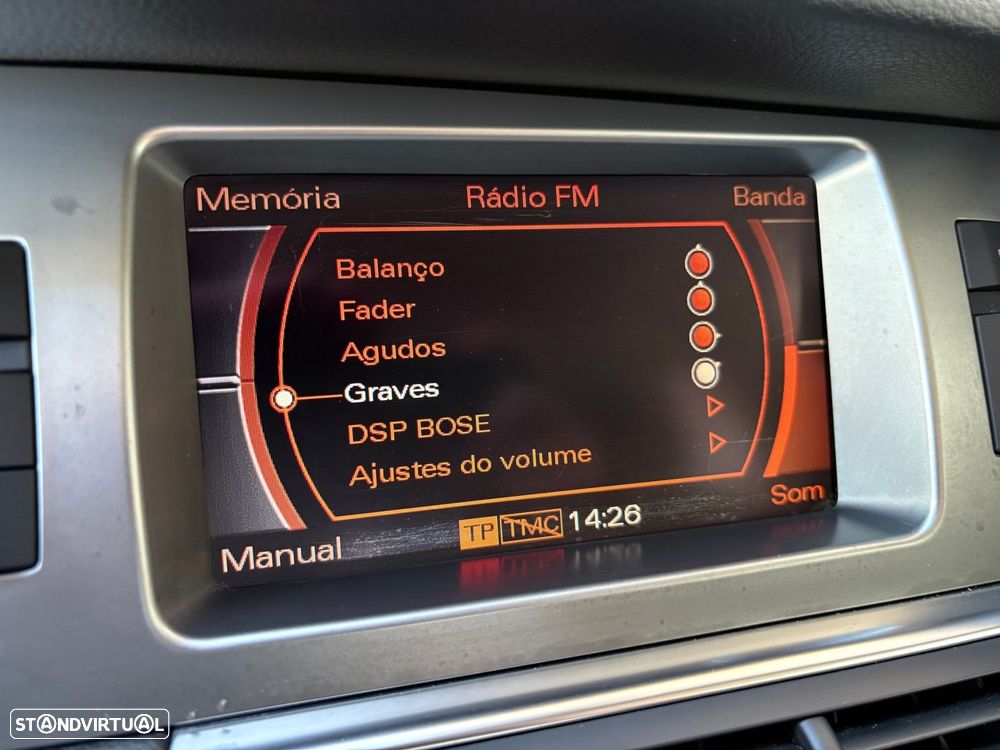 Memória Rádio FM Banda
Balanço
Fader
Agudos
Graves
DSP BOSE
Ajustes do volume
Som
TP TMC 14:26
Manual
STANDVIRTUAL